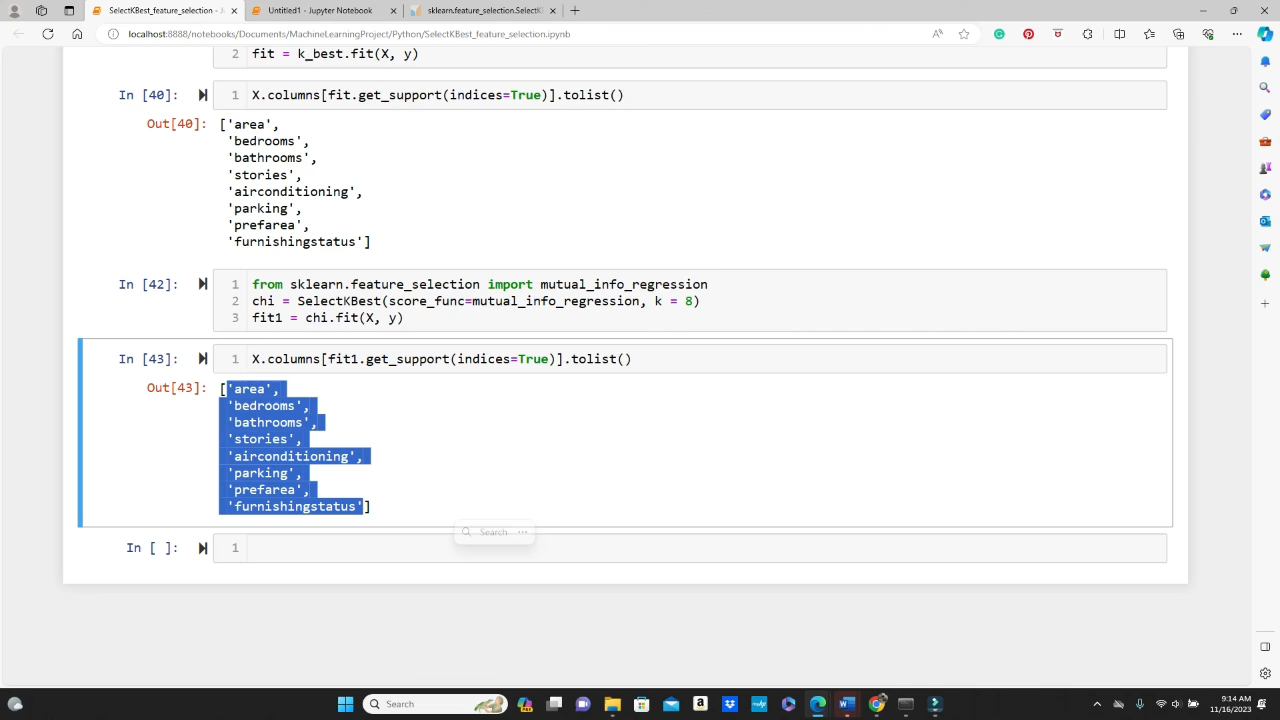 SelectKBest_feature_selection - J
Untitled1 - Jupyter Notebook
sklearn.feature_selection.SelectK
localhost:8888/notebooks/Documents/MachineLearningProject/Python/SelectKBest_feature_selection.ipynb
2 fit = k_best.fit(X, y)
In [40]: 1 X.columns[fit.get_support(indices=True)].tolist()
Out[40]: ['area',
'bedrooms',
'bathrooms',
'stories',
'airconditioning',
'parking',
'prefarea',
'furnishingstatus']
In [42]: 1 from sklearn.feature_selection import mutual_info_regression
2 chi = SelectKBest(score_func=mutual_info_regression, k = 8)
3 fit1 = chi.fit(X, y)
In [43]: 1 X.columns[fit1.get_support(indices=True)].tolist()
Out[43]: ['area',
'bedrooms',
'bathrooms',
'stories',
'airconditioning',
'parking',
'prefarea',
'furnishingstatus']
Search ...
In [ ]: 1
Search
9:14 AM
11/16/2023